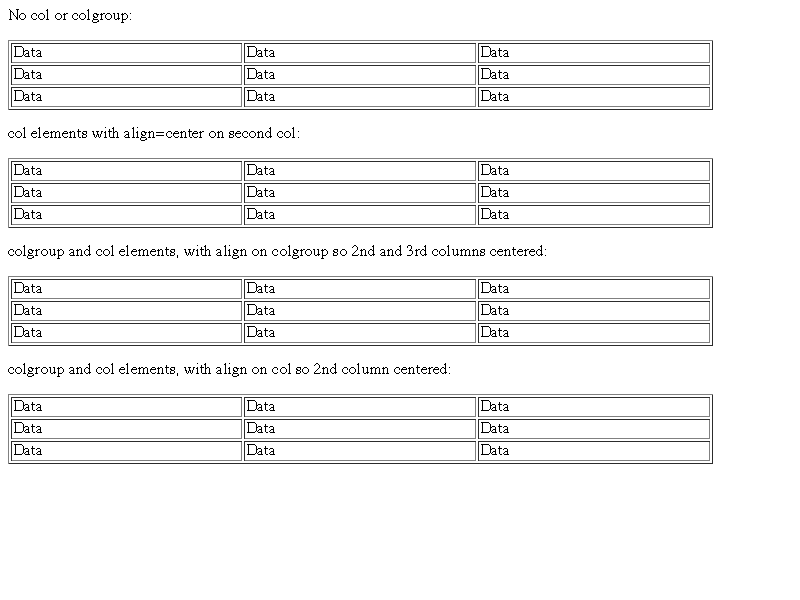 No col or colgroup:
Data Data Data
Data Data Data
Data Data Data
col elements with align=center on second col:
Data Data Data
Data Data Data
Data Data Data
colgroup and col elements, with align on colgroup so 2nd and 3rd columns centered:
Data Data Data
Data Data Data
Data Data Data
colgroup and col elements, with align on col so 2nd column centered:
Data Data Data
Data Data Data
Data Data Data